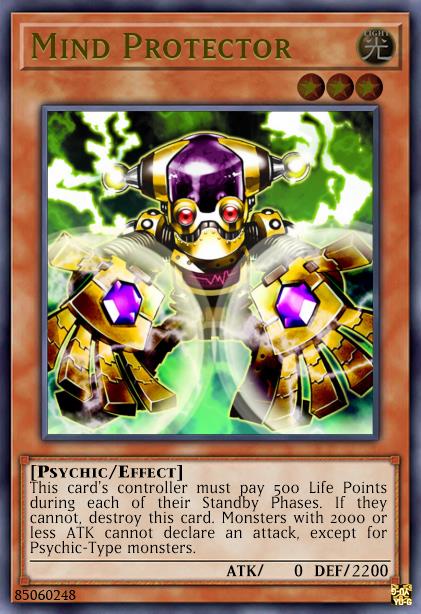 Mind Protector
LIGHT
光
[Psychic/Effect]
This card's controller must pay 500 Life Points
during each of their Standby Phases. If they
cannot, destroy this card. Monsters with 2000 or
less ATK cannot declare an attack, except for
Psychic-Type monsters.
ATK/ 0 DEF/2200
85060248